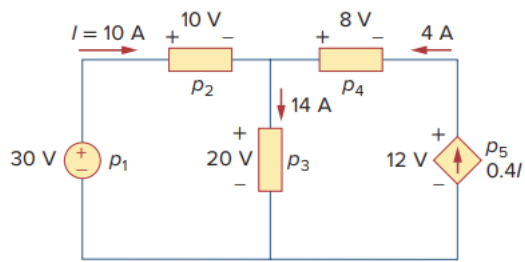 I = 10 A
10 V
8 V
4 A
+ − + −
p₂
p₄
14 A
30 V
+
−
p₁
+
20 V
−
p₃
+
12 V
−
p₅
0.4I